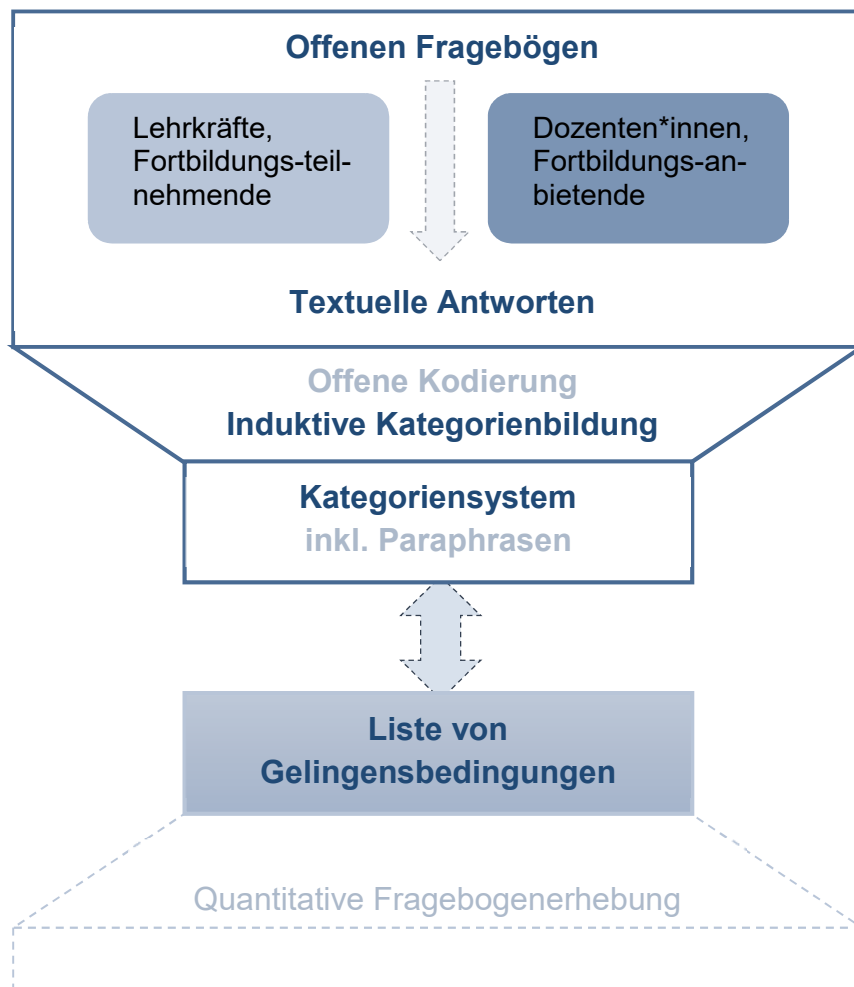 Offenen Fragebögen
Lehrkräfte,
Fortbildungs-teil-
nehmende
Dozenten*innen,
Fortbildungs-an-
bietende
Textuelle Antworten
Offene Kodierung
Induktive Kategorienbildung
Kategoriensystem
inkl. Paraphrasen
Liste von
Gelingensbedingungen
Quantitative Fragebogenerhebung